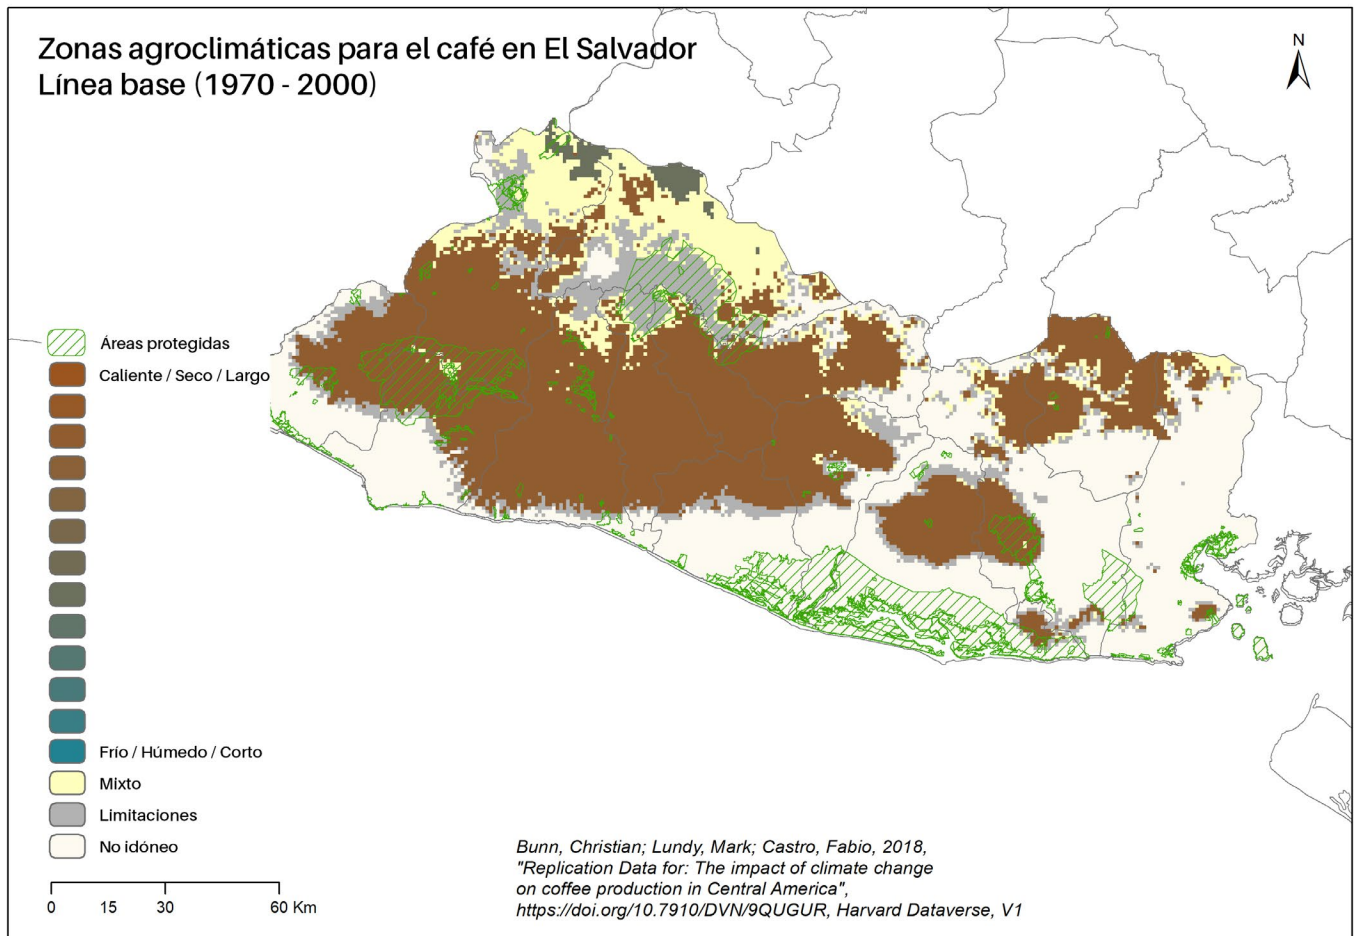 Zonas agroclimáticas para el café en El Salvador
Línea base (1970 - 2000)
N
Áreas protegidas
Caliente / Seco / Largo
Frío / Húmedo / Corto
Mixto
Limitaciones
No idóneo
0 15 30 60 Km
Bunn, Christian; Lundy, Mark; Castro, Fabio, 2018,
"Replication Data for: The impact of climate change
on coffee production in Central America",
https://doi.org/10.7910/DVN/9QUGUR, Harvard Dataverse, V1